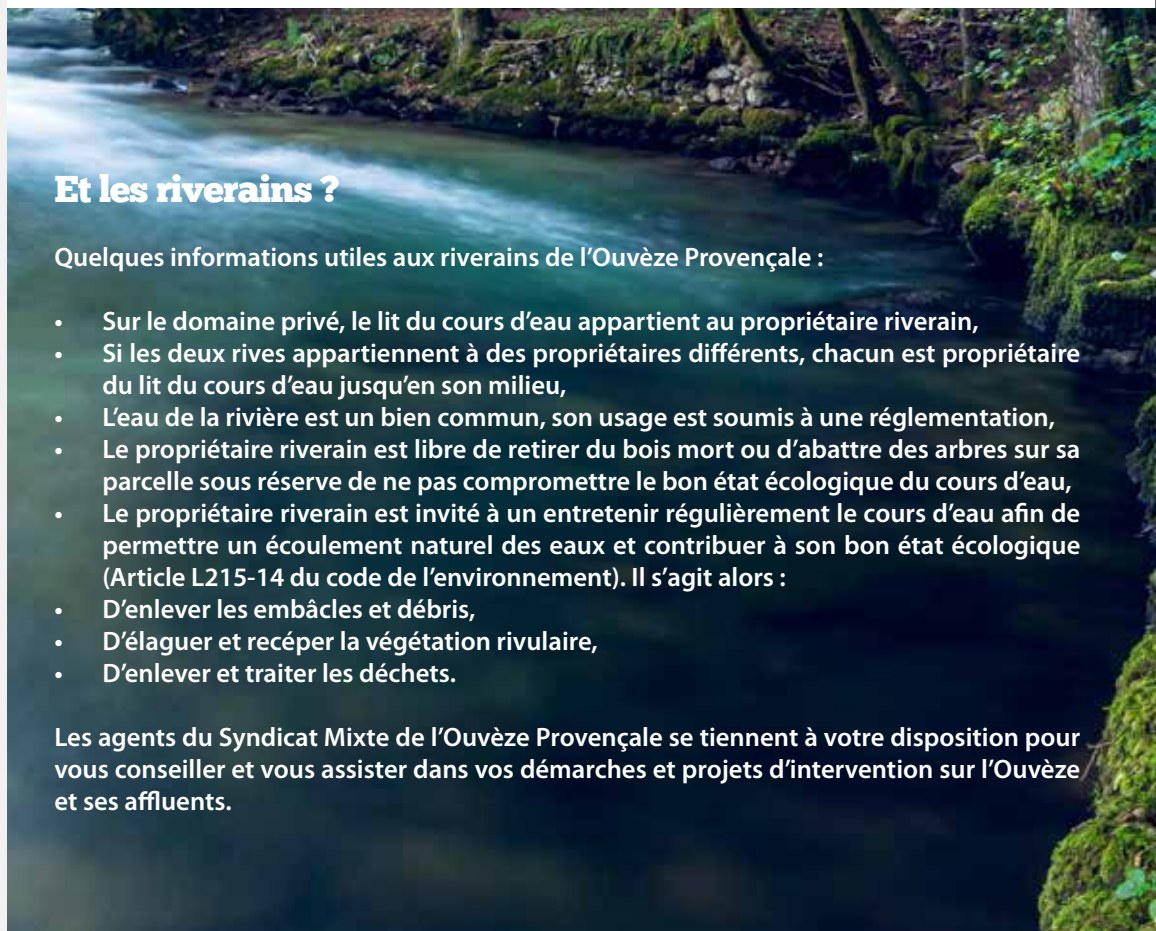 Et les riverains ?
Quelques informations utiles aux riverains de l'Ouvèze Provençale :
• Sur le domaine privé, le lit du cours d'eau appartient au propriétaire riverain,
• Si les deux rives appartiennent à des propriétaires différents, chacun est propriétaire
du lit du cours d'eau jusqu'en son milieu,
• L'eau de la rivière est un bien commun, son usage est soumis à une réglementation,
• Le propriétaire riverain est libre de retirer du bois mort ou d'abattre des arbres sur sa
parcelle sous réserve de ne pas compromettre le bon état écologique du cours d'eau,
• Le propriétaire riverain est invité à un entretenir régulièrement le cours d'eau afin de
permettre un écoulement naturel des eaux et contribuer à son bon état écologique
(Article L215-14 du code de l'environnement). Il s'agit alors :
• D'enlever les embâcles et débris,
• D'élaguer et recéper la végétation rivulaire,
• D'enlever et traiter les déchets.
Les agents du Syndicat Mixte de l'Ouvèze Provençale se tiennent à votre disposition pour
vous conseiller et vous assister dans vos démarches et projets d'intervention sur l'Ouvèze
et ses affluents.